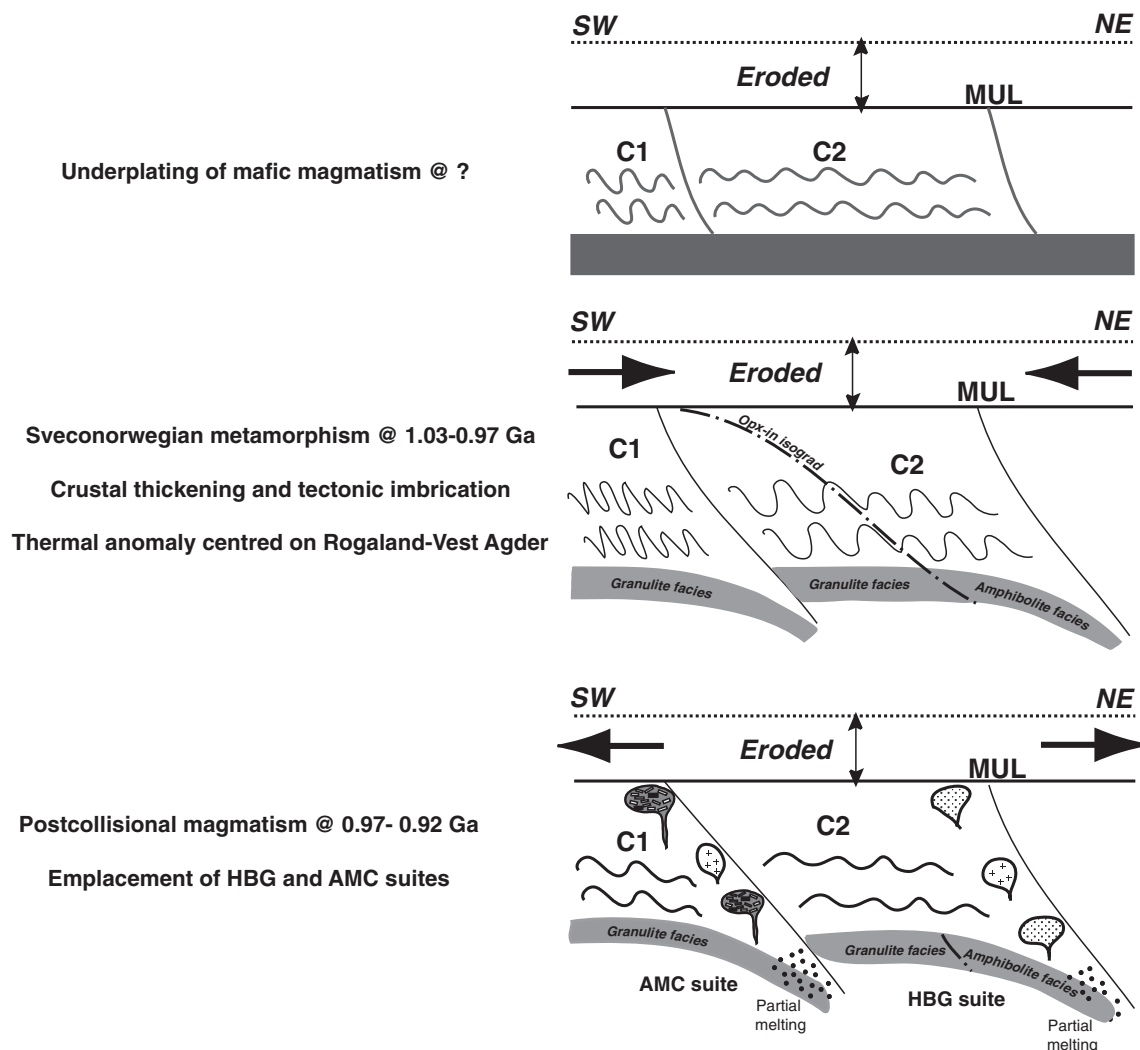 SW
NE
Eroded
MUL
Underplating of mafic magmatism @ ?
C1
C2
SW
NE
Eroded
MUL
Sveconorwegian metamorphism @ 1.03-0.97 Ga
Crustal thickening and tectonic imbrication
Thermal anomaly centred on Rogaland-Vest Agder
Opx-in isograd
C1
C2
Granulite facies
Granulite facies
Amphibolite facies
SW
NE
Eroded
MUL
Postcollisional magmatism @ 0.97- 0.92 Ga
Emplacement of HBG and AMC suites
C1
C2
Granulite facies
Granulite facies
Amphibolite facies
AMC suite
HBG suite
Partial
melting
Partial
melting